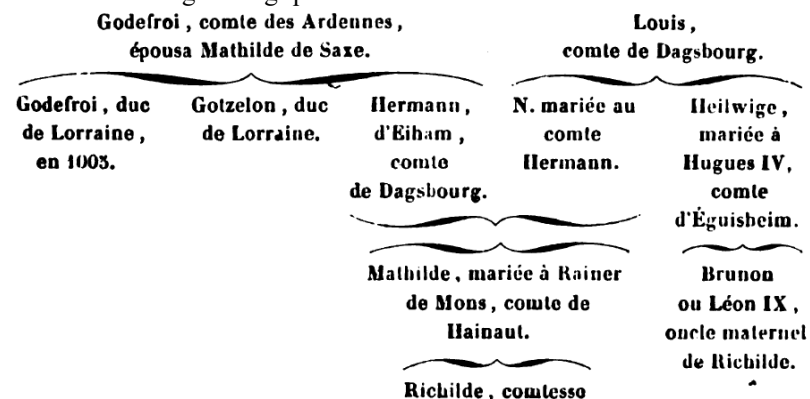 Godefroi, comte des Ardennes,
épousa Mathilde de Saxe.
Louis,
comte de Dagsbourg.
Godefroi, duc
de Lorraine,
en 1003.
Gotzelon, duc
de Lorraine.
Hermann,
d'Eiham,
comte
de Dagsbourg.
N. mariée au
comte
Hermann.
Heilwige,
mariée à
Hugues IV,
comte
d'Éguisheim.
Mathilde, mariée à Rainer
de Mons, comte de
Hainaut.
Brunon
ou Léon IX,
oncle maternel
de Richilde.
Richilde, comtesse